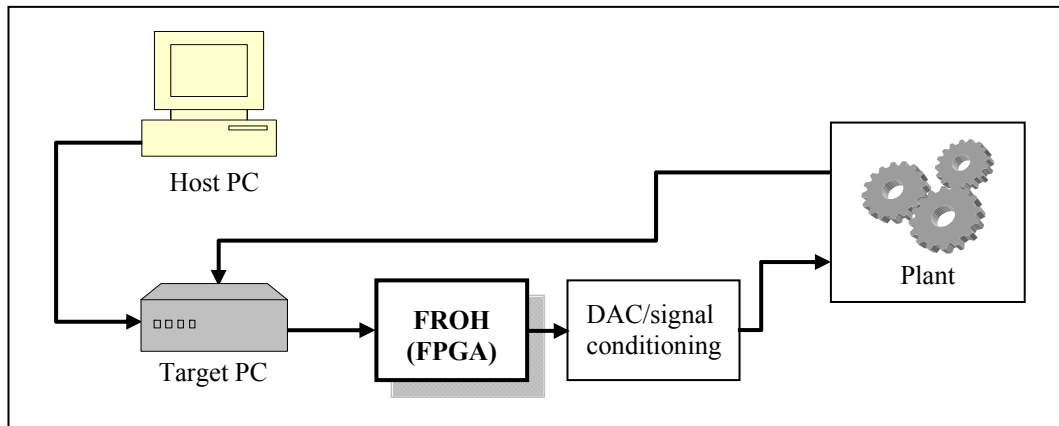 Host PC
Plant
Target PC
FROH
(FPGA)
DAC/signal
conditioning